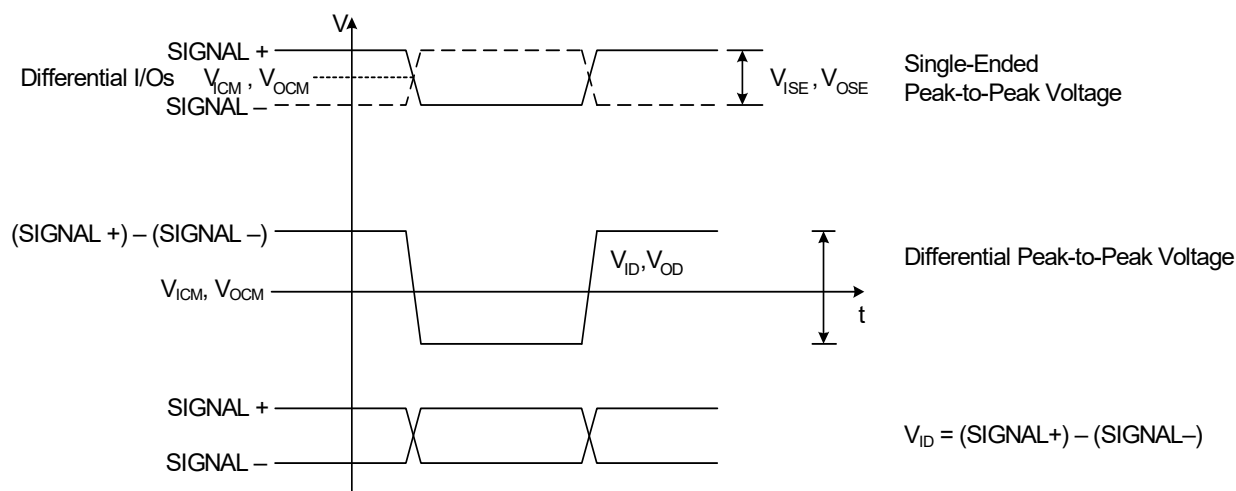 V
SIGNAL +
Differential I/Os V_ICM , V_OCM
SIGNAL –
V_ISE , V_OSE
Single-Ended
Peak-to-Peak Voltage
(SIGNAL +) – (SIGNAL –)
V_ID, V_OD
Differential Peak-to-Peak Voltage
V_ICM, V_OCM
t
SIGNAL +
V_ID = (SIGNAL+) – (SIGNAL–)
SIGNAL –